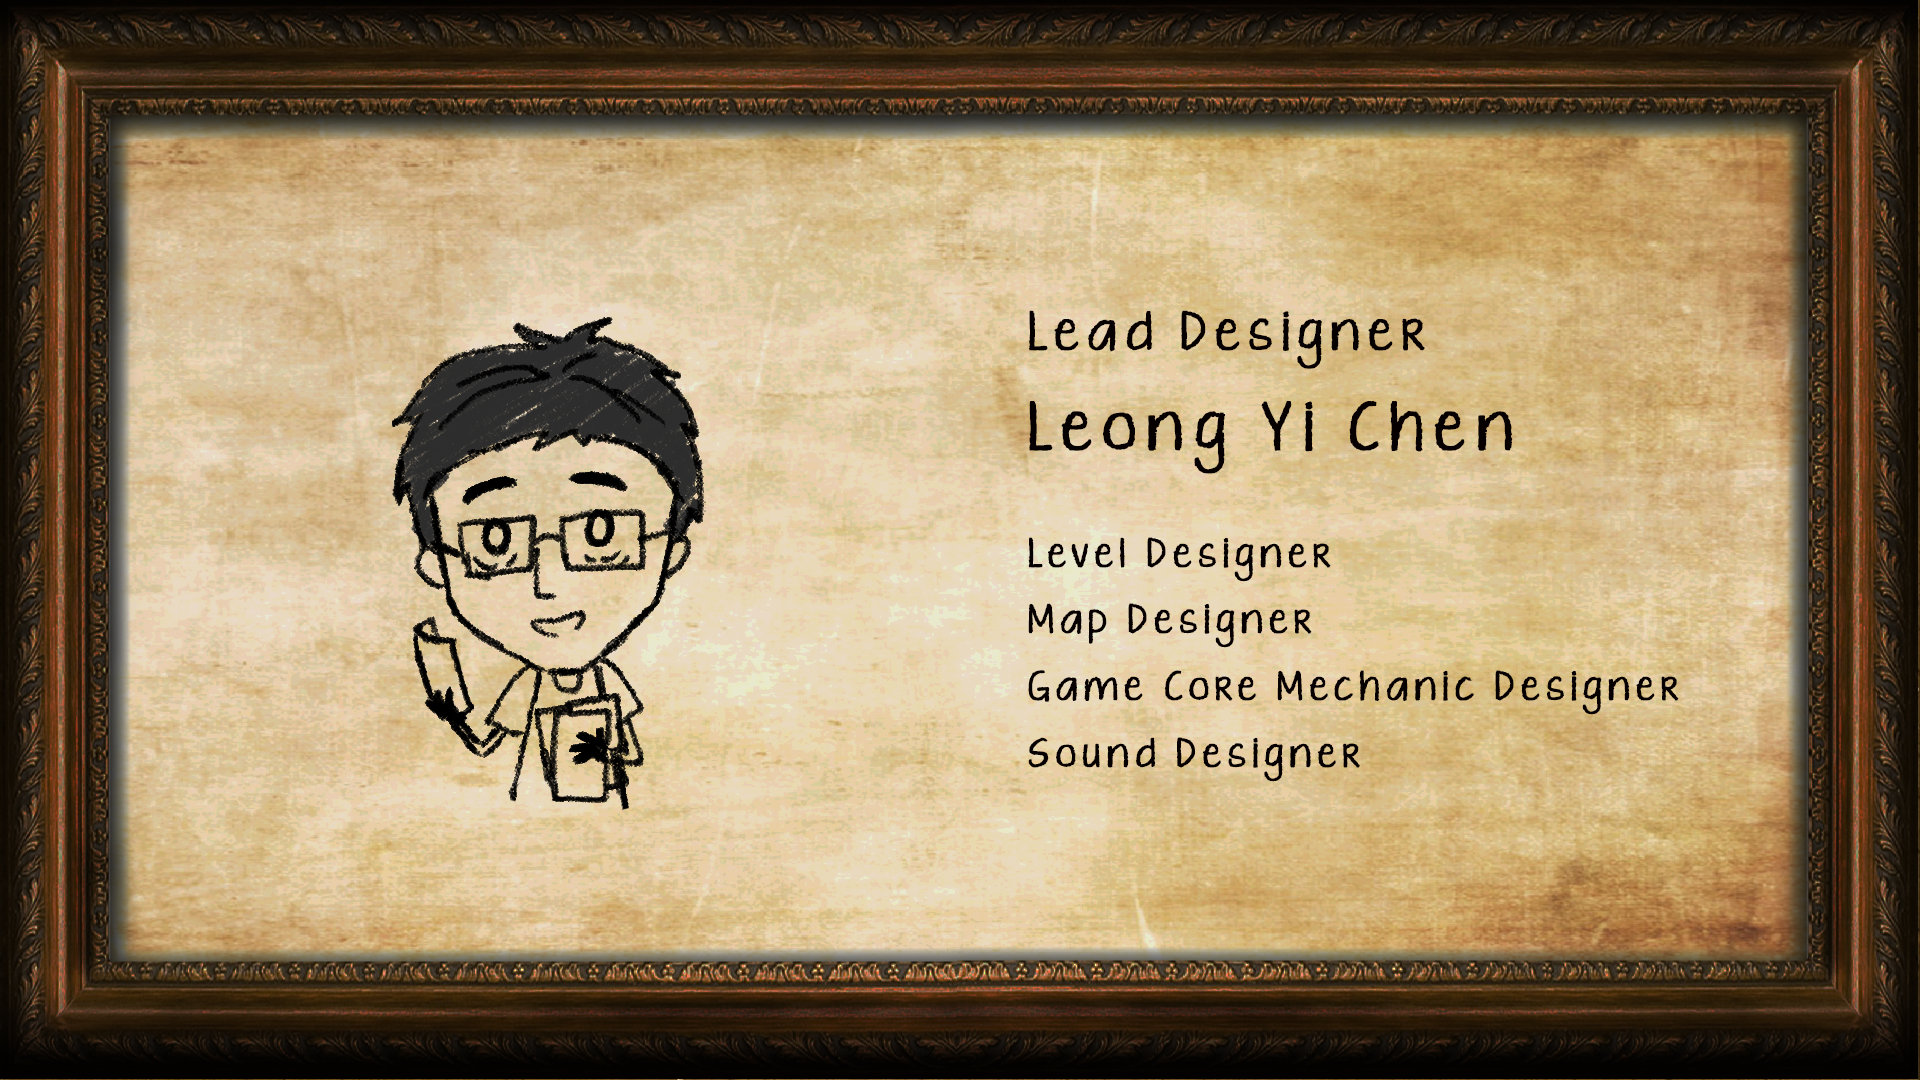 Lead Designer
Leong Yi Chen
Level Designer
Map Designer
Game Core Mechanic Designer
Sound Designer